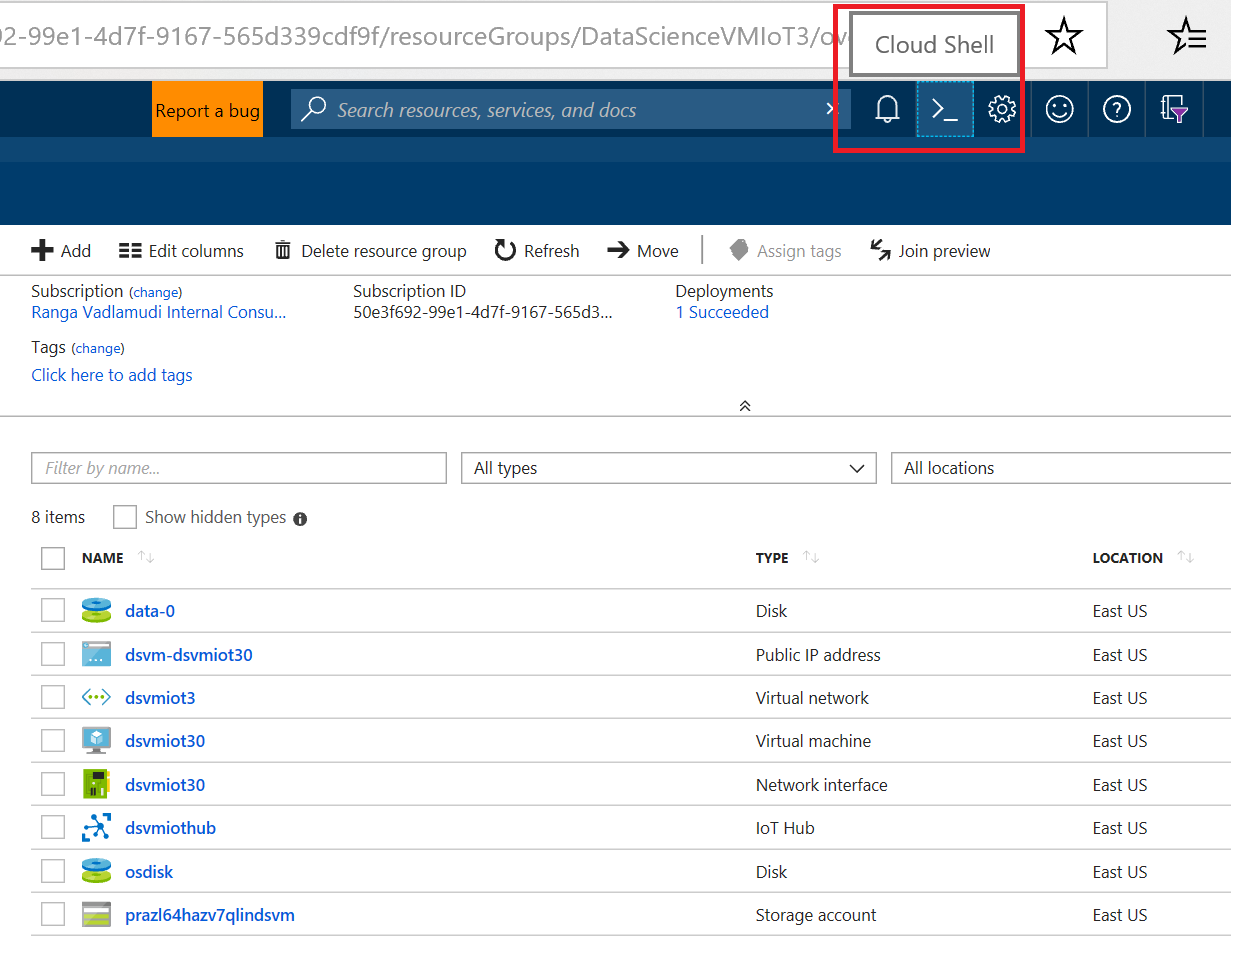 2-99e1-4d7f-9167-565d339cdf9f/resourceGroups/DataScienceVMIoT3/ove
Cloud Shell
Report a bug
Search resources, services, and docs
Add
Edit columns
Delete resource group
Refresh
Move
Assign tags
Join preview
Subscription (change)
Subscription ID
Deployments
Ranga Vadlamudi Internal Consu...
50e3f692-99e1-4d7f-9167-565d3...
1 Succeeded
Tags (change)
Click here to add tags
Filter by name...
All types
All locations
8 items
Show hidden types
NAME TYPE LOCATION
data-0 Disk East US
dsvm-dsvmiot30 Public IP address East US
dsvmiot3 Virtual network East US
dsvmiot30 Virtual machine East US
dsvmiot30 Network interface East US
dsvmiothub IoT Hub East US
osdisk Disk East US
prazl64hazv7qlindsvm Storage account East US